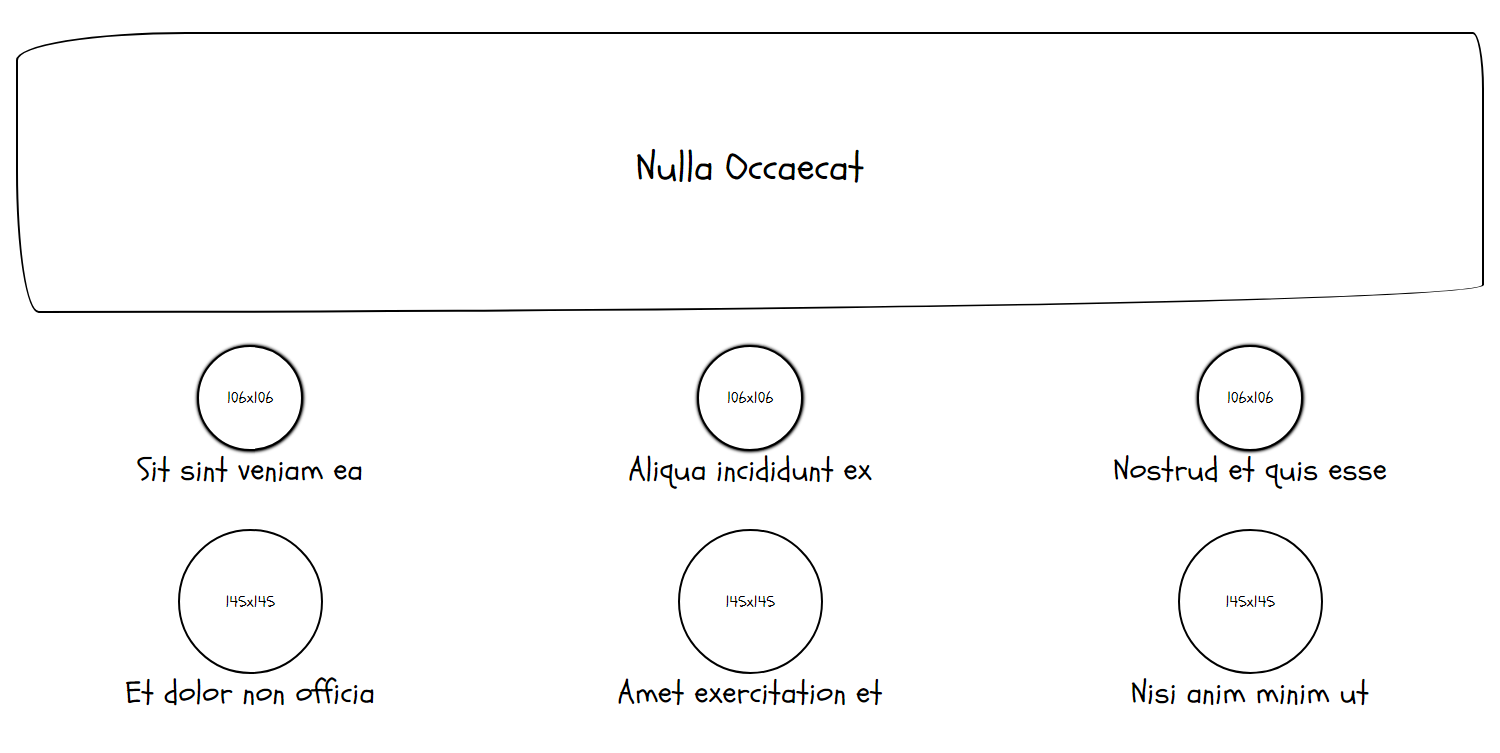 Nulla Occaecat
106x106
106x106
106x106
Sit sint veniam ea
Aliqua incididunt ex
Nostrud et quis esse
145x145
145x145
145x145
Et dolor non officia
Amet exercitation et
Nisi anim minim ut